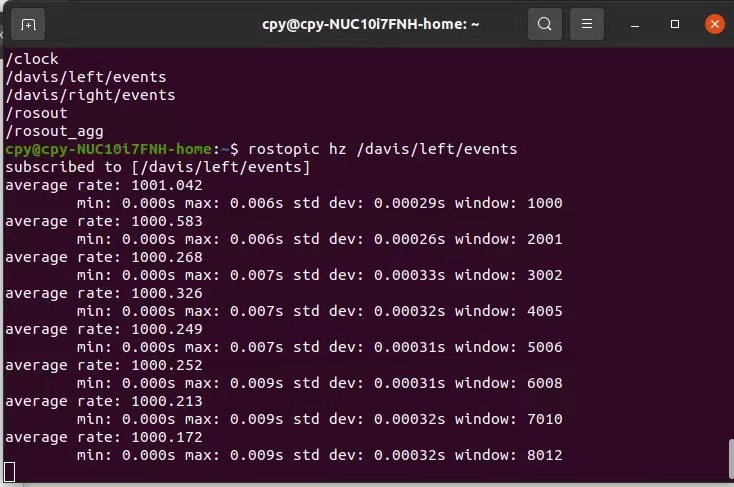 cpy@cpy-NUC10i7FNH-home: ~
/clock
/davis/left/events
/davis/right/events
/rosout
/rosout_agg
cpy@cpy-NUC10i7FNH-home:~$ rostopic hz /davis/left/events
subscribed to [/davis/left/events]
average rate: 1001.042
min: 0.000s max: 0.006s std dev: 0.00029s window: 1000
average rate: 1000.583
min: 0.000s max: 0.006s std dev: 0.00026s window: 2001
average rate: 1000.268
min: 0.000s max: 0.007s std dev: 0.00033s window: 3002
average rate: 1000.326
min: 0.000s max: 0.007s std dev: 0.00032s window: 4005
average rate: 1000.249
min: 0.000s max: 0.007s std dev: 0.00031s window: 5006
average rate: 1000.252
min: 0.000s max: 0.009s std dev: 0.00031s window: 6008
average rate: 1000.213
min: 0.000s max: 0.009s std dev: 0.00032s window: 7010
average rate: 1000.172
min: 0.000s max: 0.009s std dev: 0.00032s window: 8012